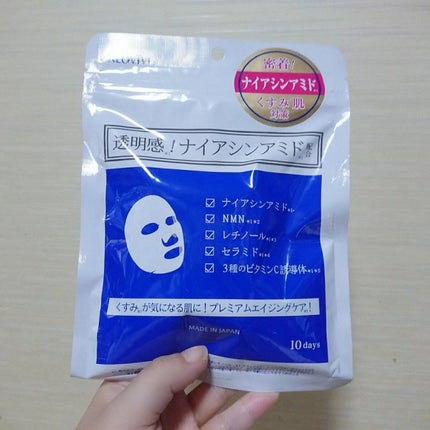 密着!
ナイアシンアミド
くすみ肌
対策
透明感!ナイアシンアミド配合
☑ ナイアシンアミド
☑ NMN
☑ レチノール
☑ セラミド
☑ 3種のビタミンC誘導体
くすみが気になる肌に!プレミアムエイジングケア!
MADE IN JAPAN
10 days